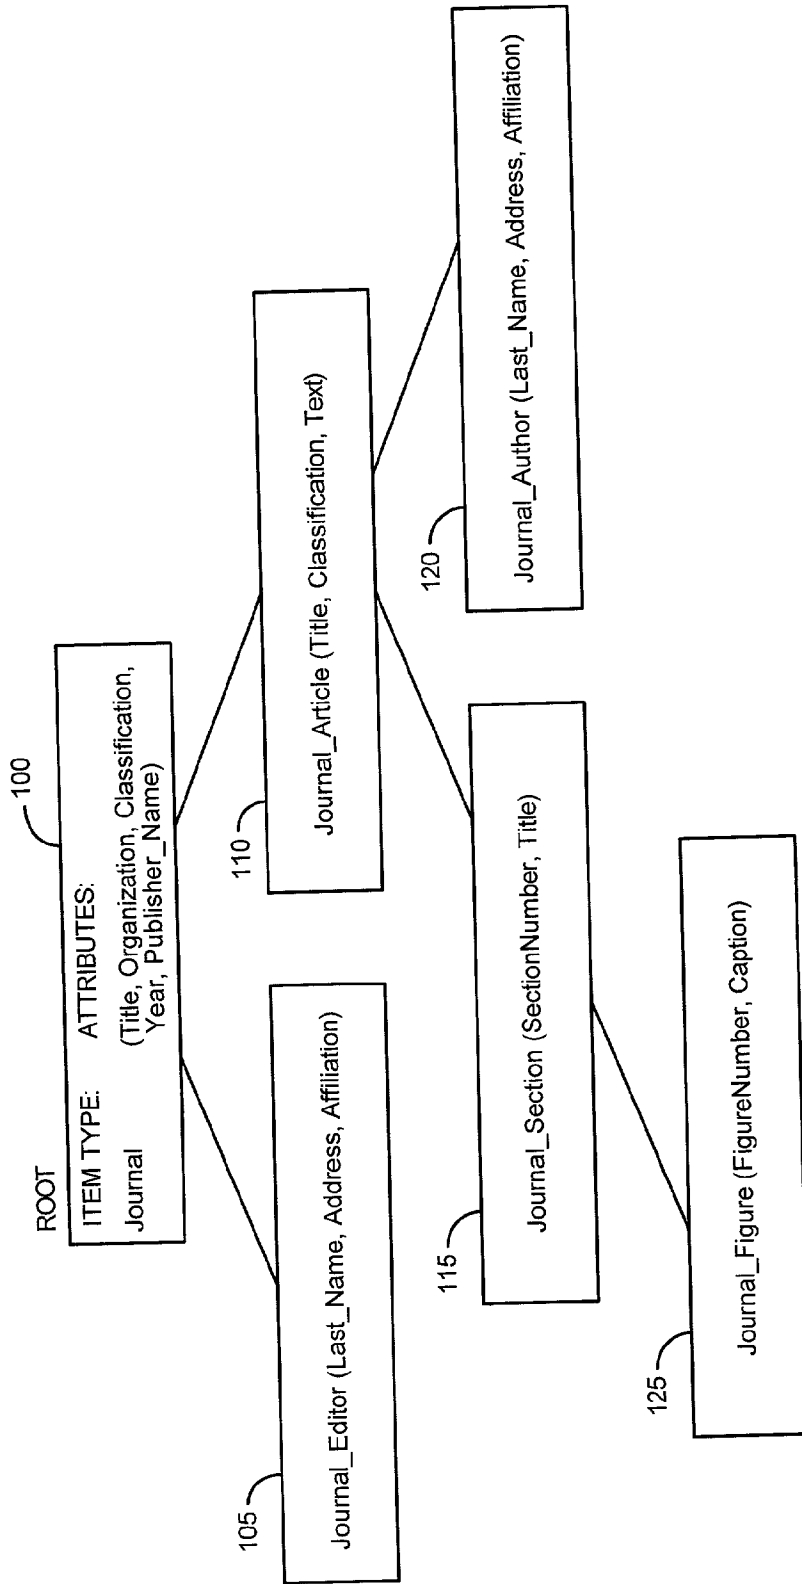 ROOT
100
ITEM TYPE: ATTRIBUTES:
Journal (Title, Organization, Classification,
Year, Publisher_Name)
105
Journal_Editor (Last_Name, Address, Affiliation)
110
Journal_Article (Title, Classification, Text)
115
Journal_Section (SectionNumber, Title)
120
Journal_Author (Last_Name, Address, Affiliation)
125
Journal_Figure (FigureNumber, Caption)